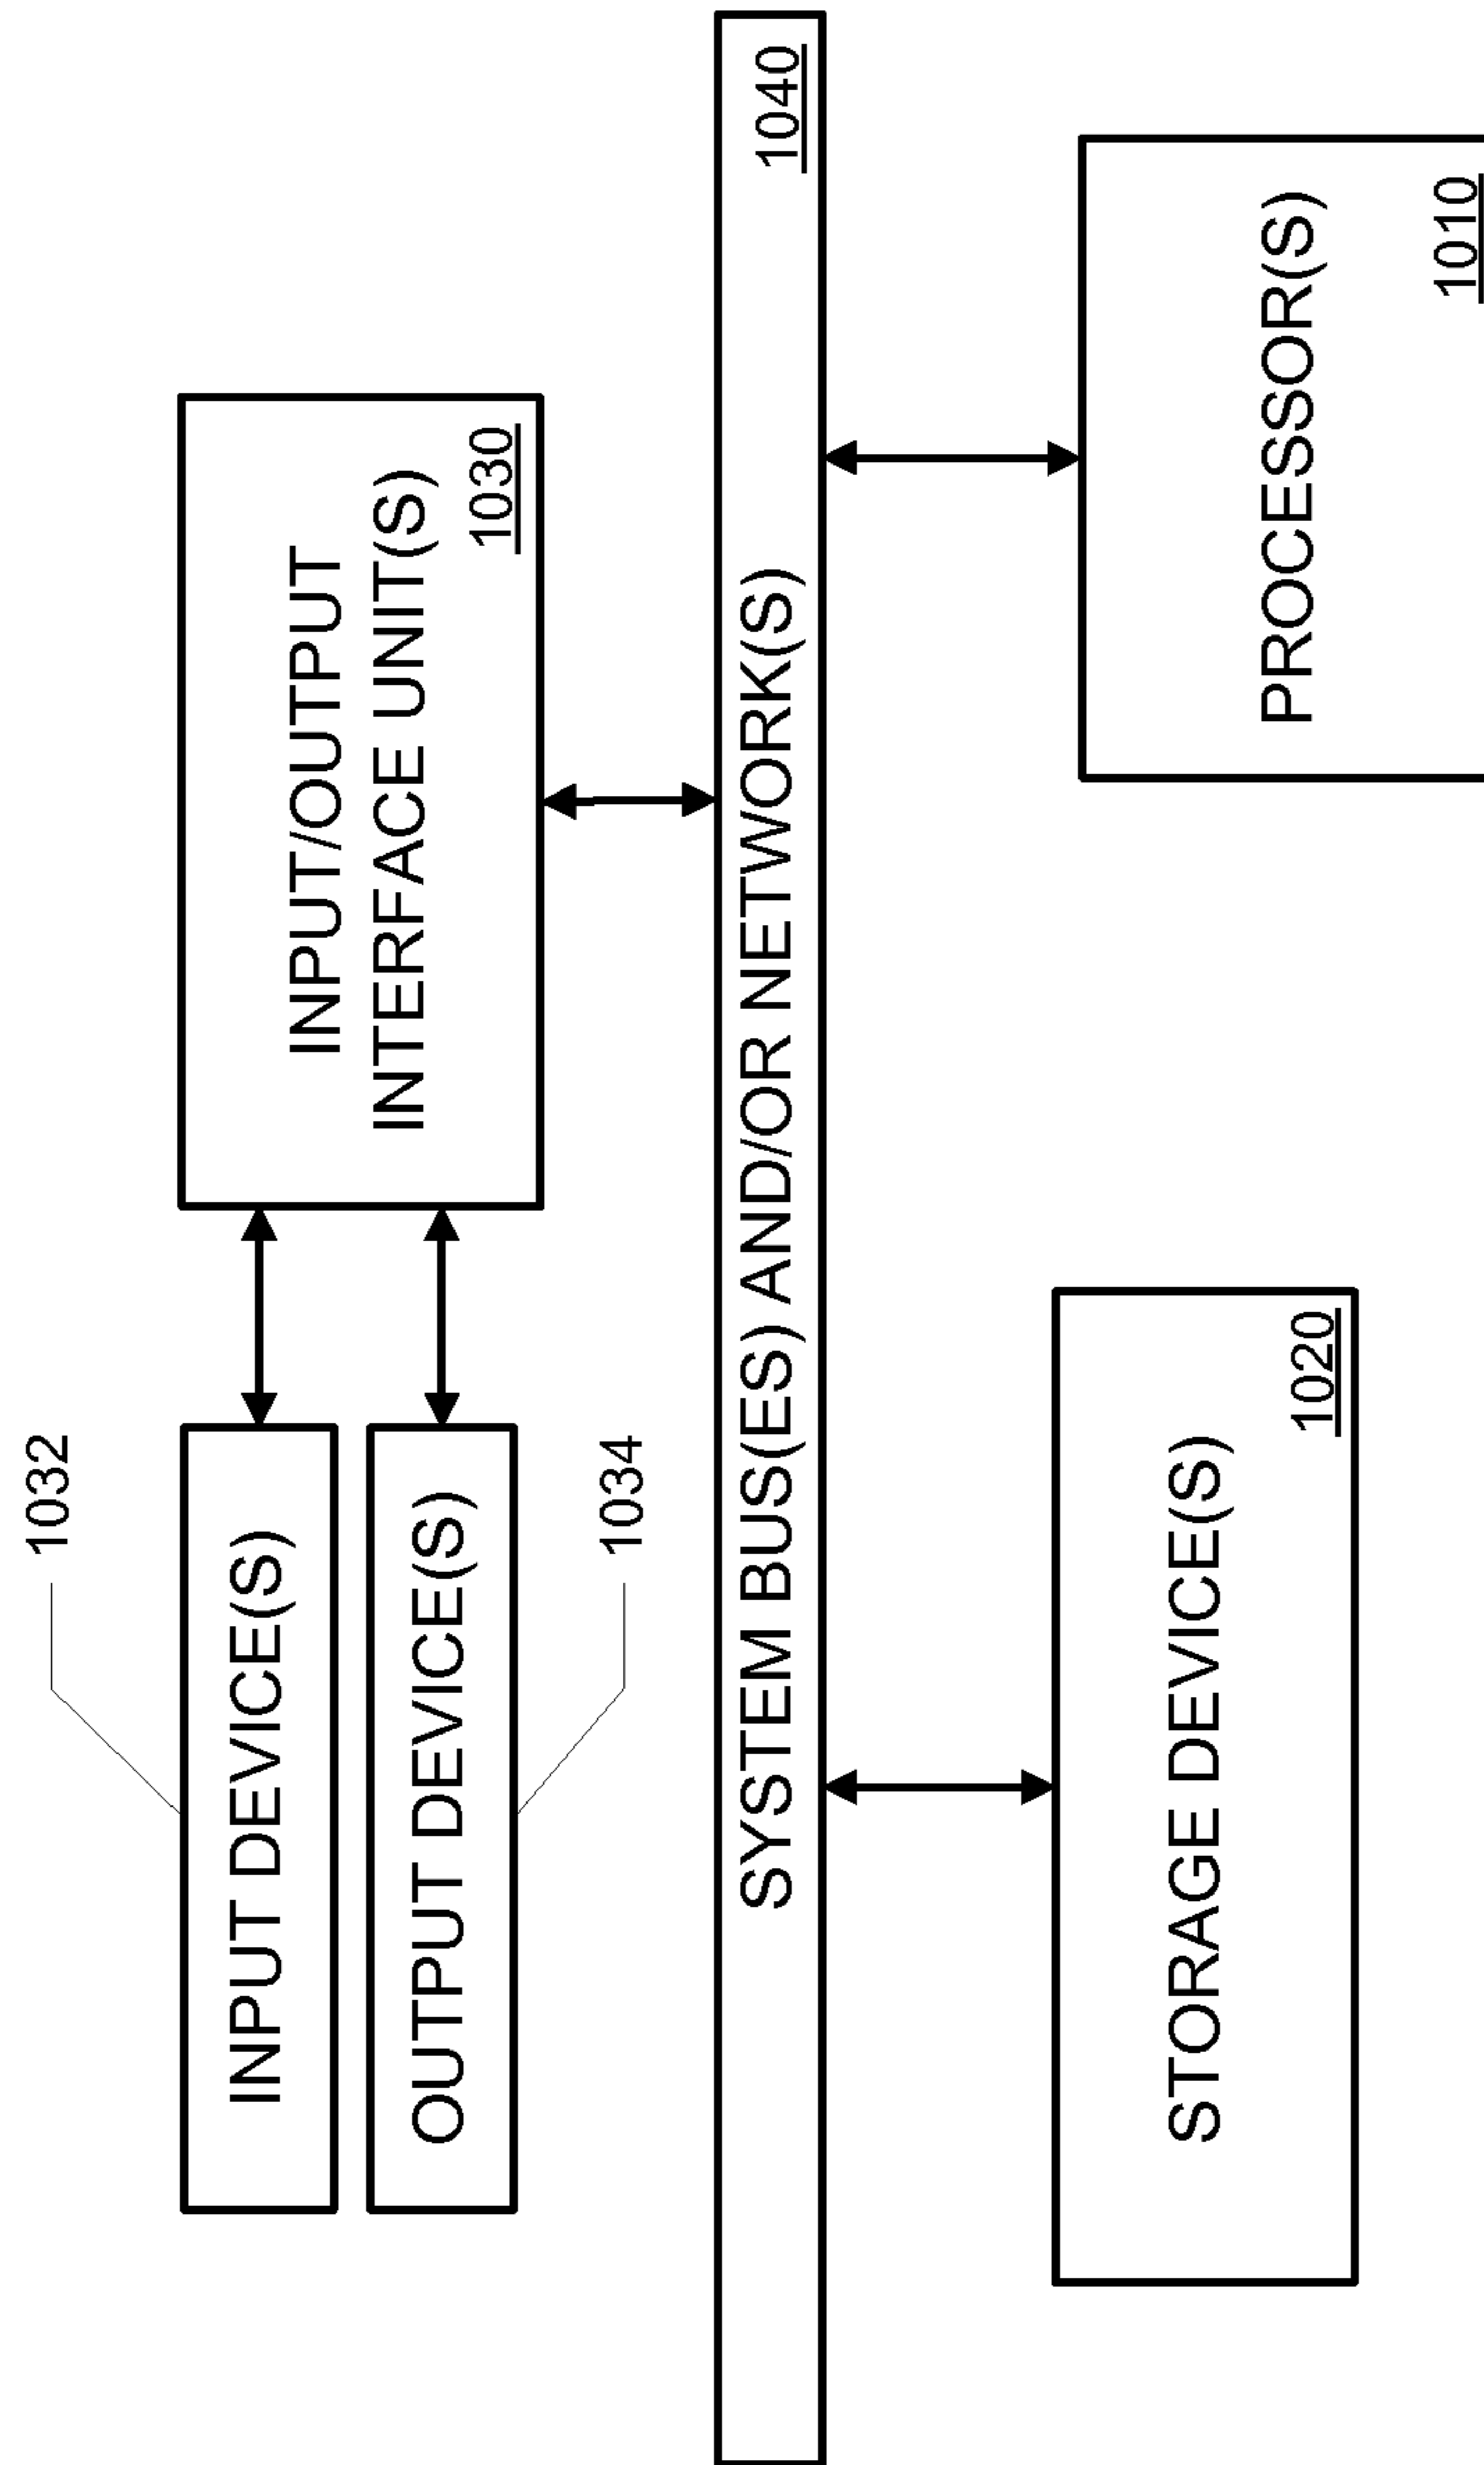 1032
INPUT DEVICE(S)
OUTPUT DEVICE(S)
1034
INPUT/OUTPUT
INTERFACE UNIT(S)
1030
SYSTEM BUS(ES) AND/OR NETWORK(S)
1040
STORAGE DEVICE(S)
1020
PROCESSOR(S)
1010